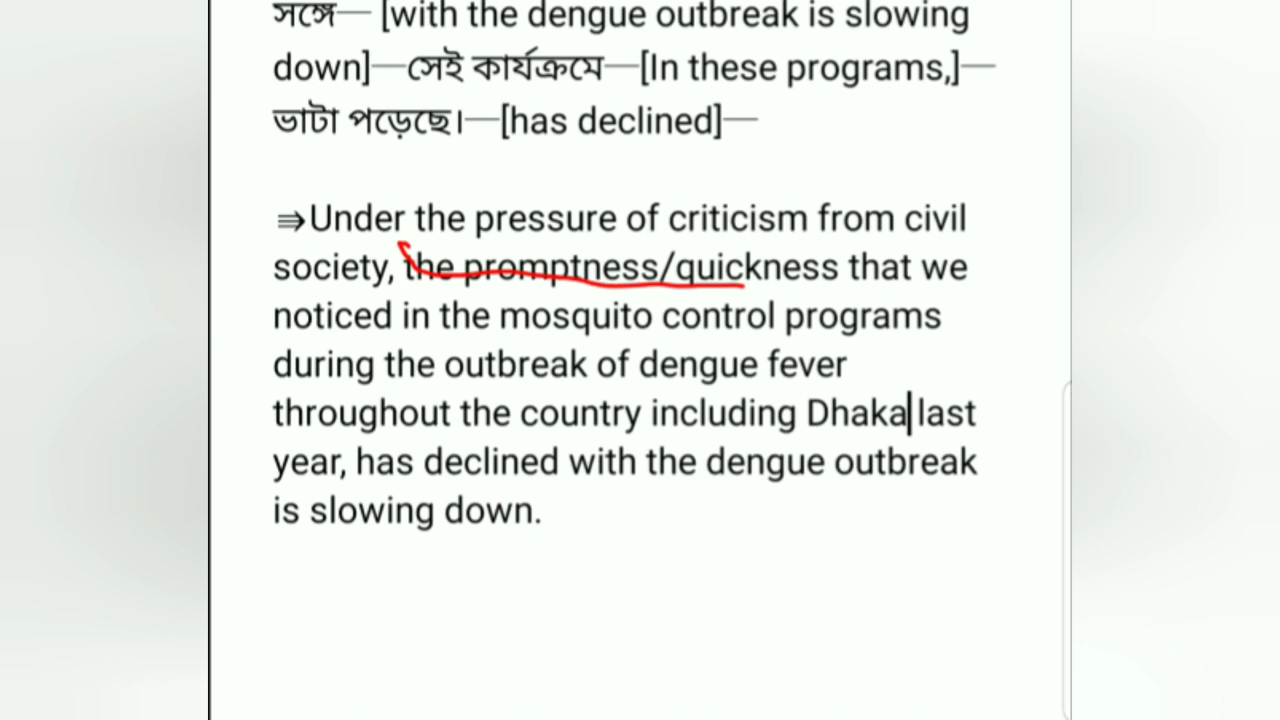 সঙ্গে— [with the dengue outbreak is slowing
down]—সেই কার্যক্রমে—[In these programs,]—
ভাটা পড়েছে।—[has declined]—
⇛Under the pressure of criticism from civil
society, the promptness/quickness that we
noticed in the mosquito control programs
during the outbreak of dengue fever
throughout the country including Dhaka last
year, has declined with the dengue outbreak
is slowing down.